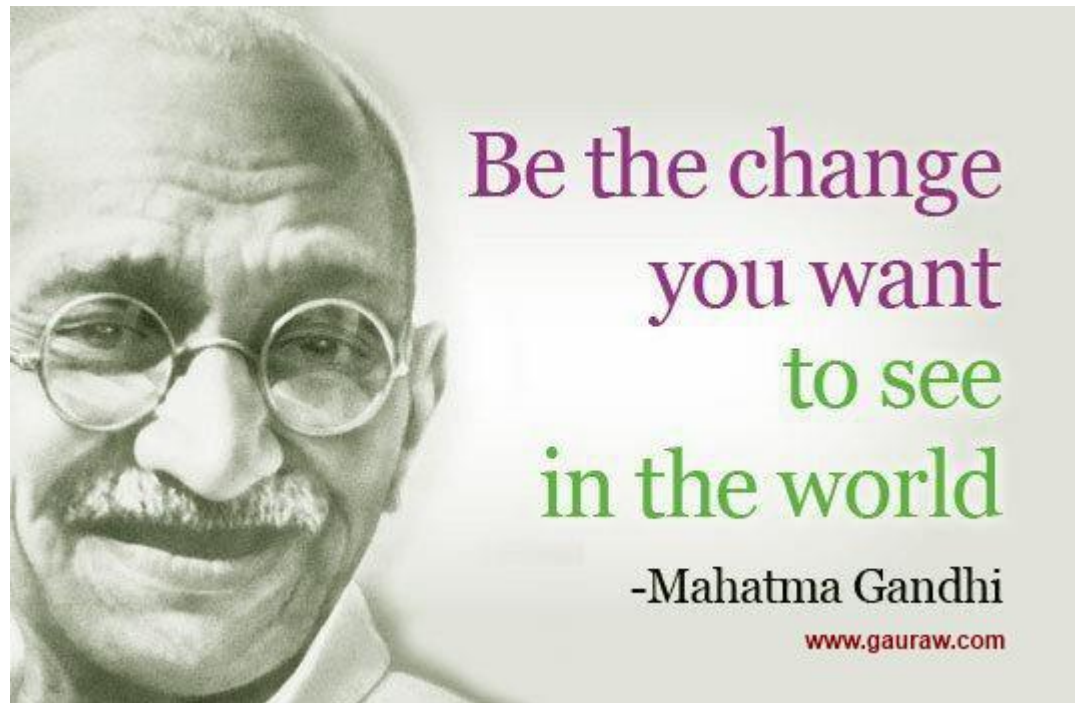 Be the change
you want
to see
in the world
-Mahatma Gandhi
www.gauraw.com